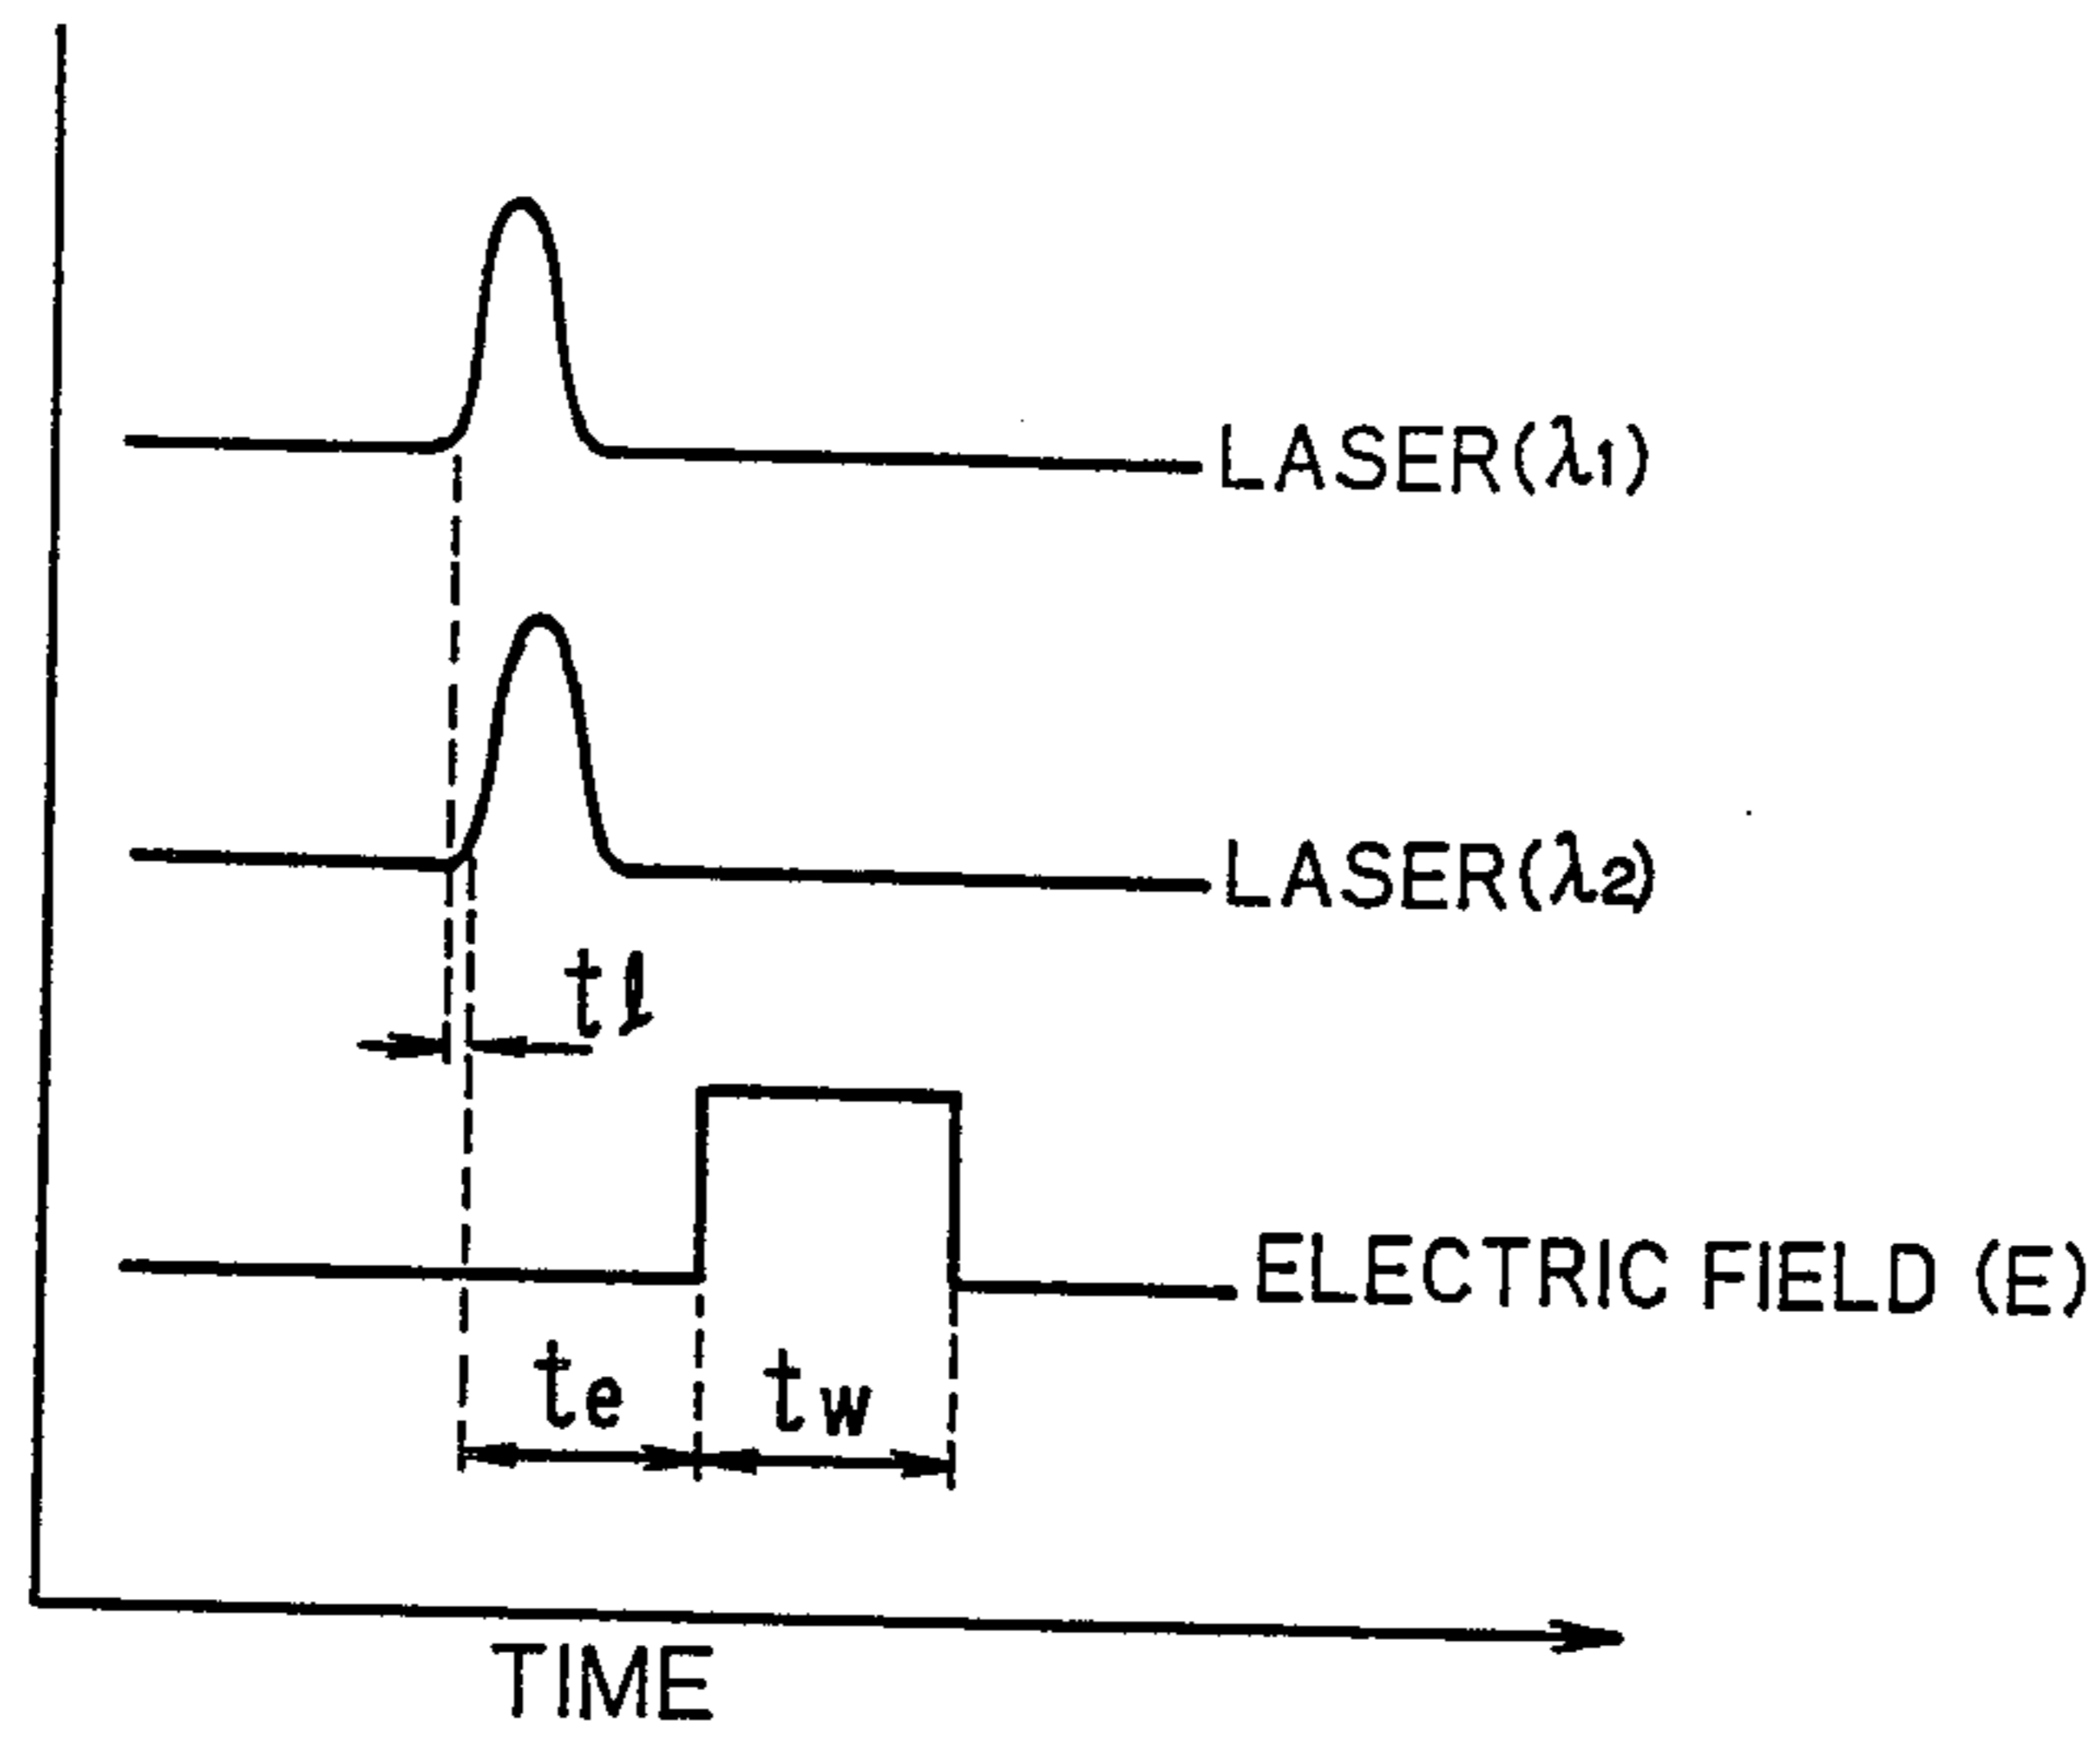 LASER(λ1)
LASER(λ2)
tl
ELECTRIC FIELD (E)
te tw
TIME